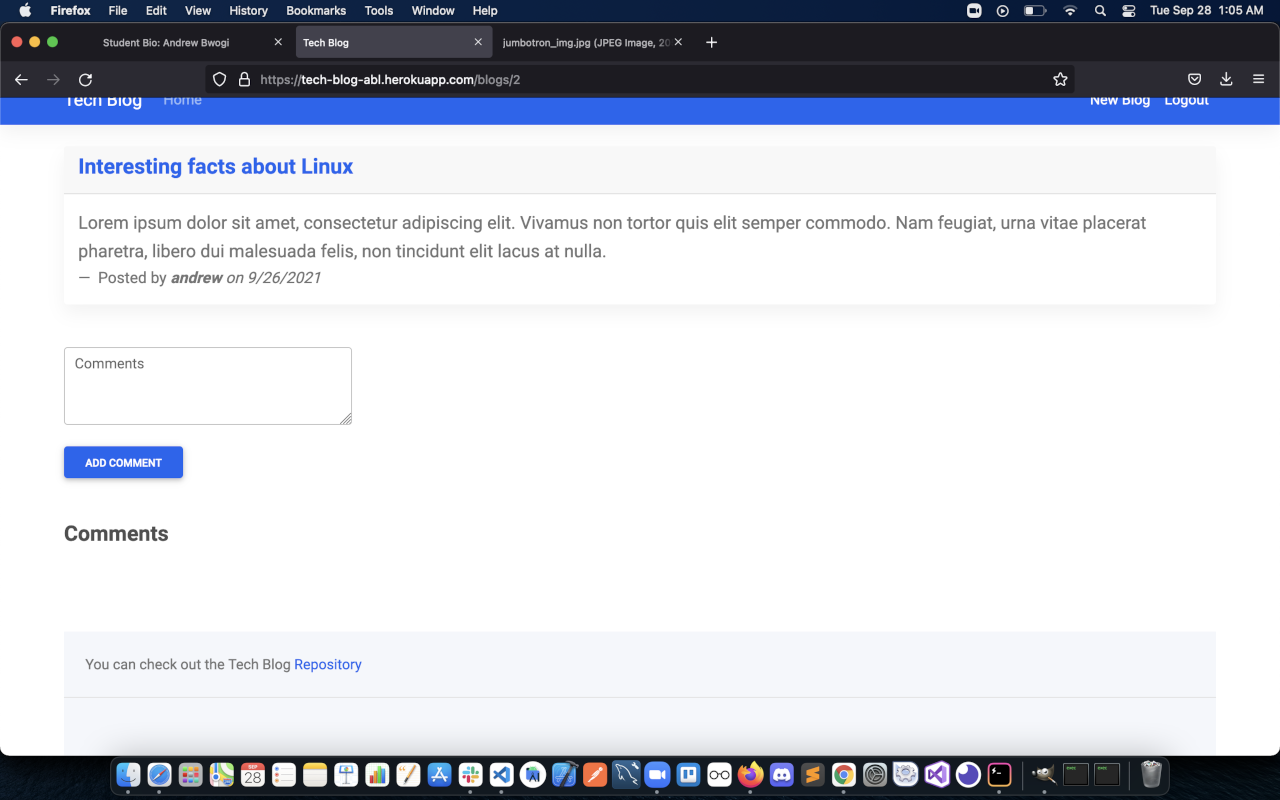 Firefox File Edit View History Bookmarks Tools Window Help Tue Sep 28 1:05 AM
Student Bio: Andrew Bwogi Tech Blog jumbotron_img.jpg (JPEG Image, 20
https://tech-blog-abl.herokuapp.com/blogs/2
Tech Blog Home New Blog Logout
Interesting facts about Linux
Lorem ipsum dolor sit amet, consectetur adipiscing elit. Vivamus non tortor quis elit semper commodo. Nam feugiat, urna vitae placerat
pharetra, libero dui malesuada felis, non tincidunt elit lacus at nulla.
— Posted by andrew on 9/26/2021
Comments
ADD COMMENT
Comments
You can check out the Tech Blog Repository
SEP
28